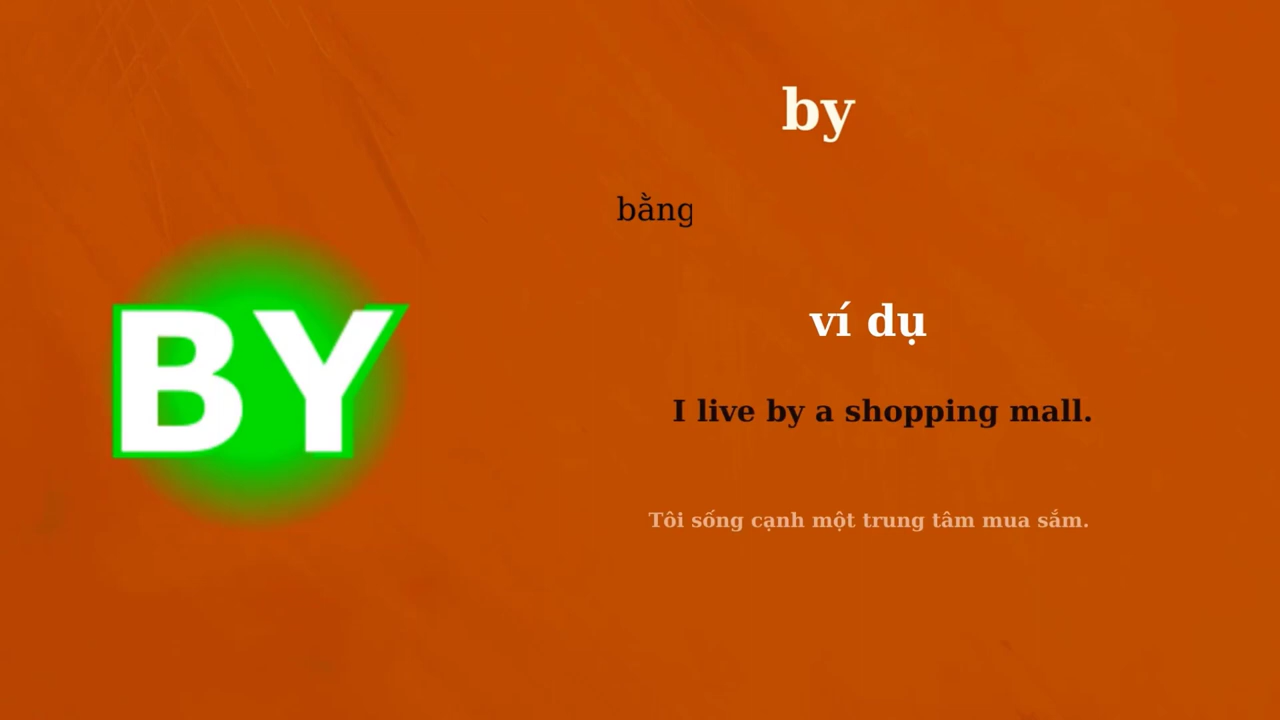 by
bằng
BY
ví dụ
I live by a shopping mall.
Tôi sống cạnh một trung tâm mua sắm.